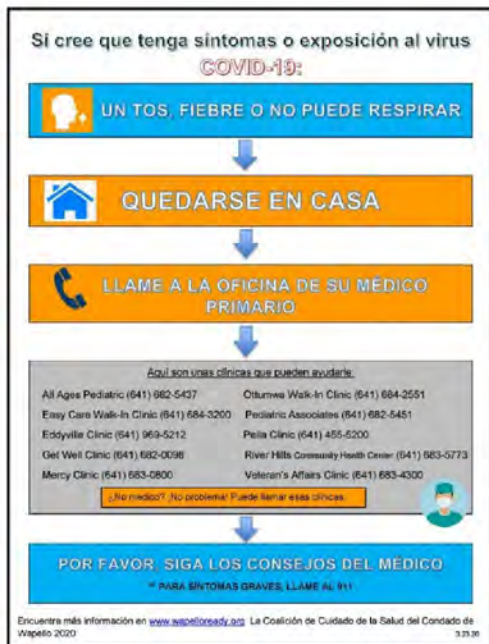 Si cree que tenga síntomas o exposición al virus
COVID-19:
UN TOS, FIEBRE O NO PUEDE RESPIRAR
QUEDARSE EN CASA
LLAME A LA OFICINA DE SU MÉDICO
PRIMARIO
Aquí son unas clínicas que pueden ayudarle:
All Ages Pediatric (641) 682-5437
Easy Care Walk-In Clinic (641) 684-3200
Eddyville Clinic (641) 969-5212
Get Well Clinic (641) 682-0098
Mercy Clinic (641) 683-0800
Ottumwa Walk-In Clinic (641) 684-2551
Pediatric Associates (641) 682-5451
Pella Clinic (641) 455-5200
River Hills Community Health Center (641) 683-5773
Veteran's Affairs Clinic (641) 683-4300
¿No médico? ¡No problema! Puede llamar esas clínicas.
POR FAVOR, SIGA LOS CONSEJOS DEL MÉDICO
** PARA SÍNTOMAS GRAVES, LLAME AL 911
Encuentra más información en www.wapelloready.org La Coalición de Cuidado de la Salud del Condado de
Wapello 2020
3.23.20